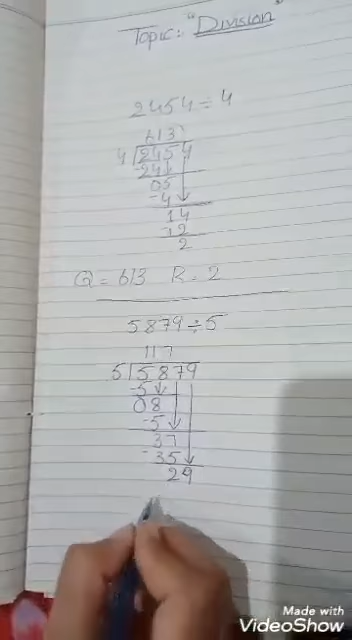 Topic:- "Division"
2454 ÷ 4
613
4 2454
-24
05
-4
14
-12
2
Q = 613 R = 2
5879 ÷ 5
117
5 5879
-5
08
-5
37
-35
29
Made with
VideoShow